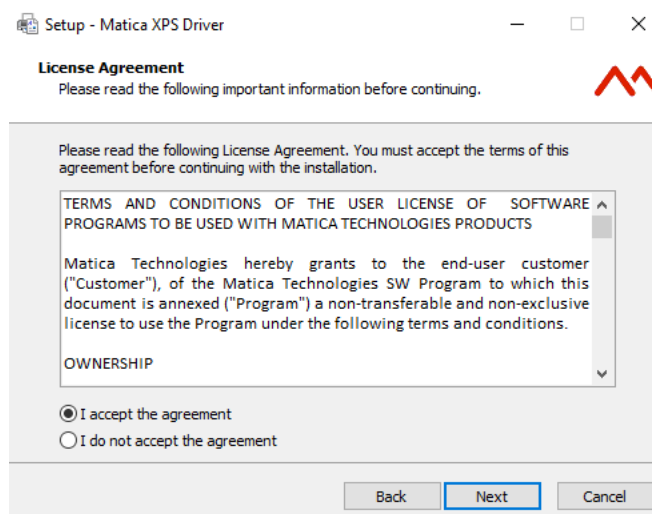 Setup - Matica XPS Driver
License Agreement
Please read the following important information before continuing.
Please read the following License Agreement. You must accept the terms of this
agreement before continuing with the installation.
TERMS AND CONDITIONS OF THE USER LICENSE OF SOFTWARE
PROGRAMS TO BE USED WITH MATICA TECHNOLOGIES PRODUCTS
Matica Technologies hereby grants to the end-user customer
("Customer"), of the Matica Technologies SW Program to which this
document is annexed ("Program") a non-transferable and non-exclusive
license to use the Program under the following terms and conditions.
OWNERSHIP
I accept the agreement
I do not accept the agreement
Back Next Cancel